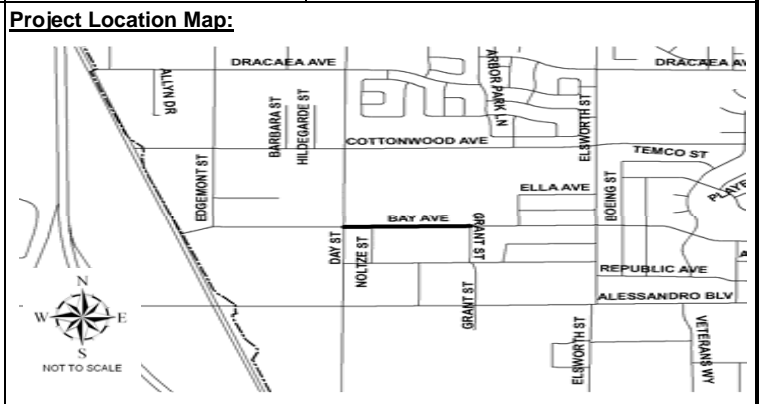 Project Location Map:
DRACAEA AVE
DRACAEA AV
ALLYN DR
BARBARA ST
HILDEGARDE ST
ARBOR PARK LN
ELSWORTH ST
COTTONWOOD AVE
TEMCO ST
EDGEMONT ST
ELLA AVE
BOEING ST
PLAYE
BAY AVE
GRANT ST
DAY ST
NOLTZE ST
A
REPUBLIC AVE
GRANT ST
ALESSANDRO BLV
ELSWORTH ST
VETERANS WY
N
W E
S
NOT TO SCALE